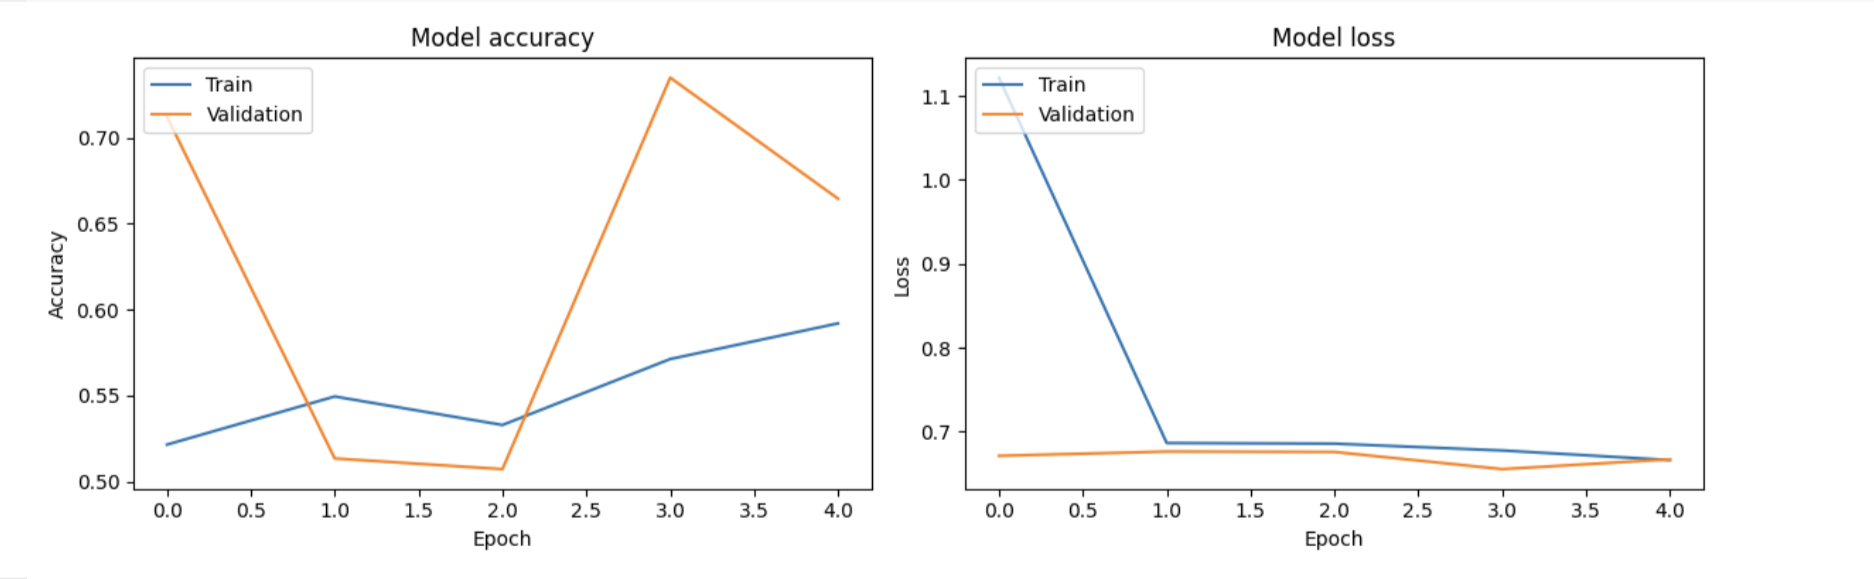 Model accuracy
Train
Validation
0.70
0.65
0.60
0.55
0.50
Accuracy
0.0 0.5 1.0 1.5 2.0 2.5 3.0 3.5 4.0
Epoch
Model loss
Train
Validation
1.1
1.0
0.9
0.8
0.7
Loss
0.0 0.5 1.0 1.5 2.0 2.5 3.0 3.5 4.0
Epoch